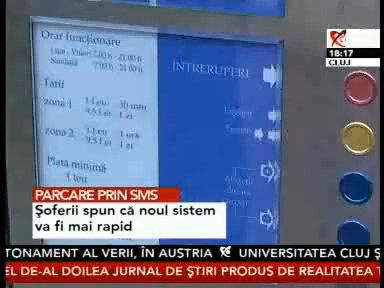 Orar funcţionare
Luni - Vineri 7.00 h - 21.00 h
Sâmbătă 7.00 h - 21.00 h
Tarif
zona 1
1 Leu 30 min
9,5 Lei 1 zi
zona 2
1 Leu 1 oră
9,5 Lei 1 zi
Plată minimă
1 leu
INTRERUPERE
18:17
CLUJ
PARCARE PRIN SMS
Şoferii spun că noul sistem
va fi mai rapid
TONAMENT AL VERII, ÎN AUSTRIA UNIVERSITATEA CLUJ Ş
EL DE-AL DOILEA JURNAL DE ŞTIRI PRODUS DE REALITATEA T